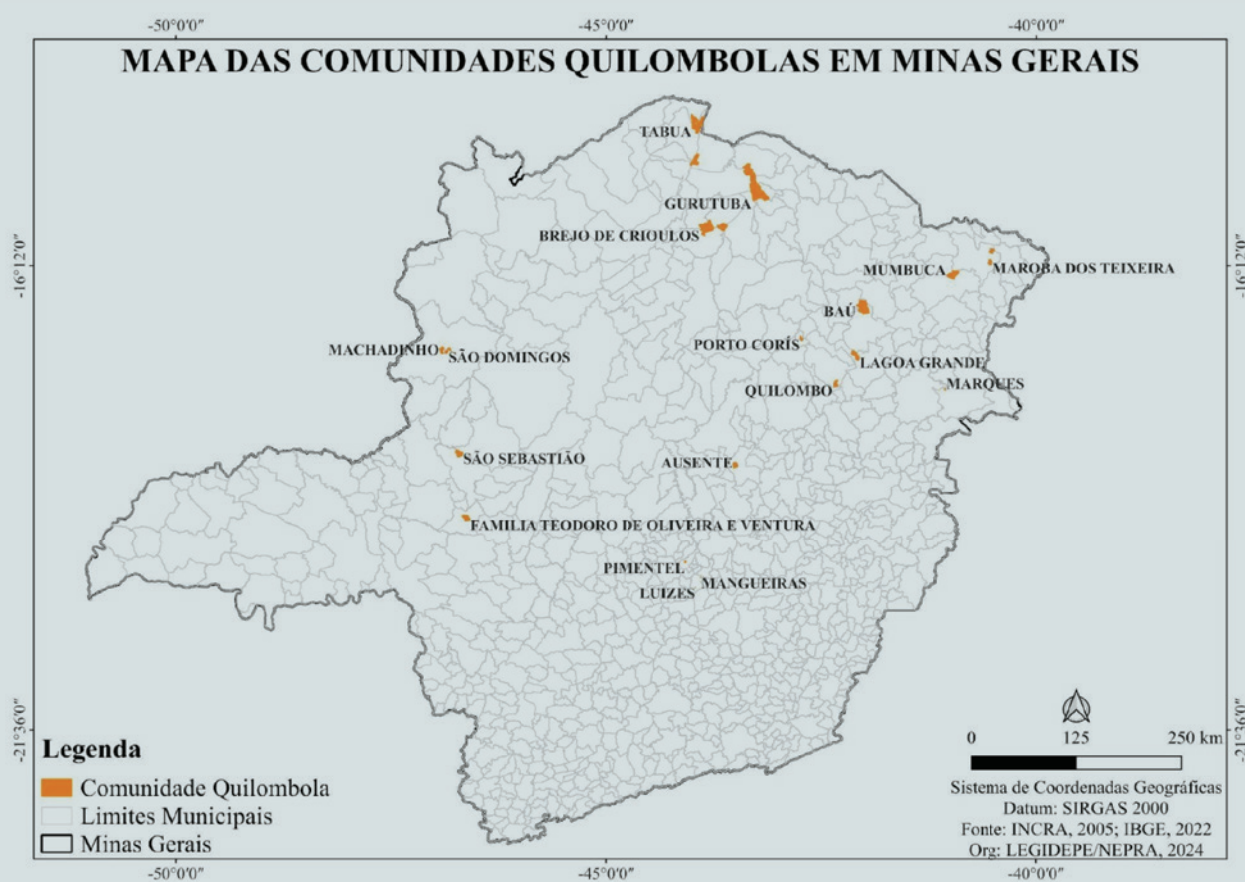 -50°0′0″
-45°0′0″
-40°0′0″
MAPA DAS COMUNIDADES QUILOMBOLAS EM MINAS GERAIS
TABUA
GURUTUBA
BREJO DE CRIOULOS
-16°12′0″
-16°12′0″
MUMBUCA
MAROBA DOS TEIXEIRA
BAÚ
PORTO CORÍS
MACHADINHO
SÃO DOMINGOS
LAGOA GRANDE
QUILOMBO
MARQUES
SÃO SEBASTIÃO
AUSENTE
FAMILIA TEODORO DE OLIVEIRA E VENTURA
PIMENTEL
MANGUEIRAS
LUIZES
-21°36′0″
-21°36′0″
Legenda
Comunidade Quilombola
Limites Municipais
Minas Gerais
0 125 250 km
Sistema de Coordenadas Geográficas
Datum: SIRGAS 2000
Fonte: INCRA, 2005; IBGE, 2022
Org: LEGIDEPE/NEPRA, 2024
-50°0′0″
-45°0′0″
-40°0′0″